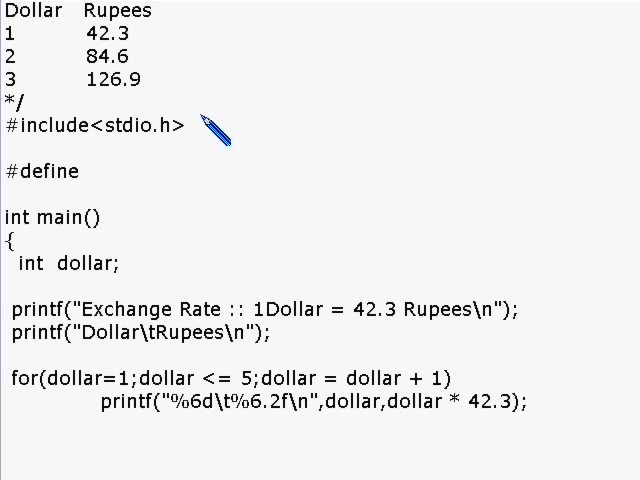 Dollar Rupees
1 42.3
2 84.6
3 126.9
*/
#include<stdio.h>
#define
int main()
{
int dollar;
printf("Exchange Rate :: 1Dollar = 42.3 Rupees\n");
printf("Dollar\tRupees\n");
for(dollar=1;dollar <= 5;dollar = dollar + 1)
printf("%6d\t%6.2f\n",dollar,dollar * 42.3);